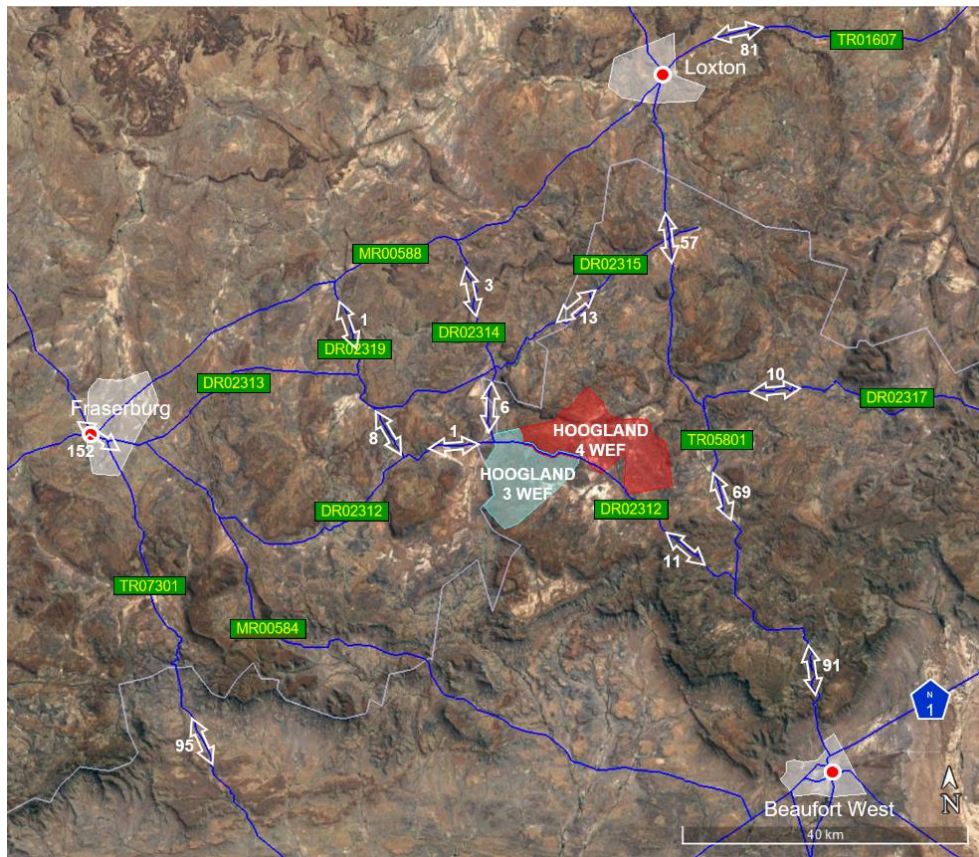 81
TR01607
Loxton
57
MR00588
DR02315
3
1
13
DR02314
DR02319
DR02313
10
DR02317
Fraserburg
152
6
8
1
HOOGLAND
4 WEF
TR05801
HOOGLAND
3 WEF
69
DR02312
DR02312
11
TR07301
MR00584
91
95
N
1
Beaufort West
N
40 km